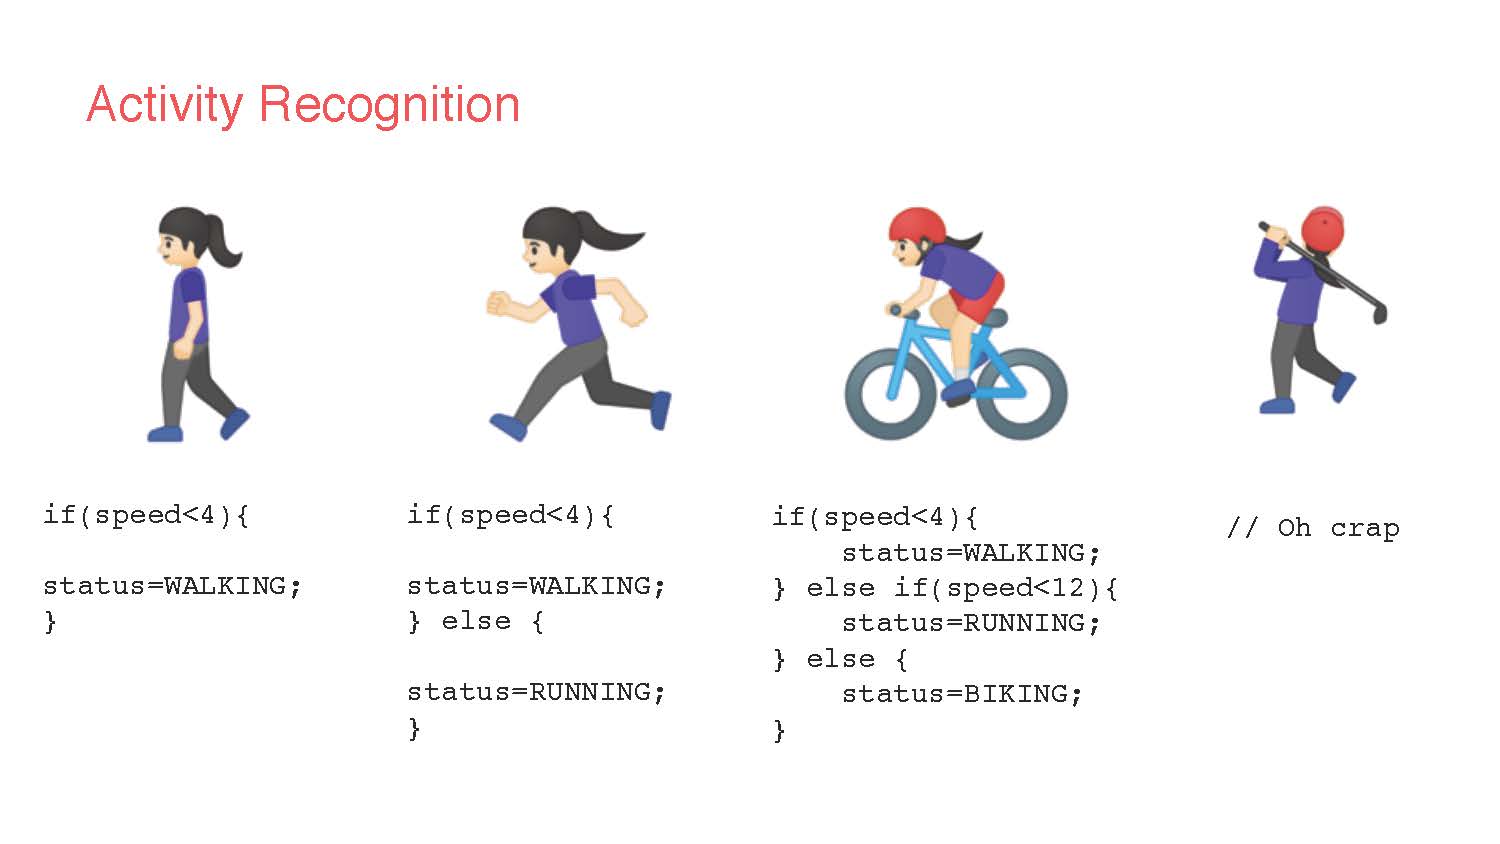 Activity Recognition
if(speed<4){
status=WALKING;
}
if(speed<4){
status=WALKING;
} else {
status=RUNNING;
}
if(speed<4){
    status=WALKING;
} else if(speed<12){
    status=RUNNING;
} else {
    status=BIKING;
}
// Oh crap